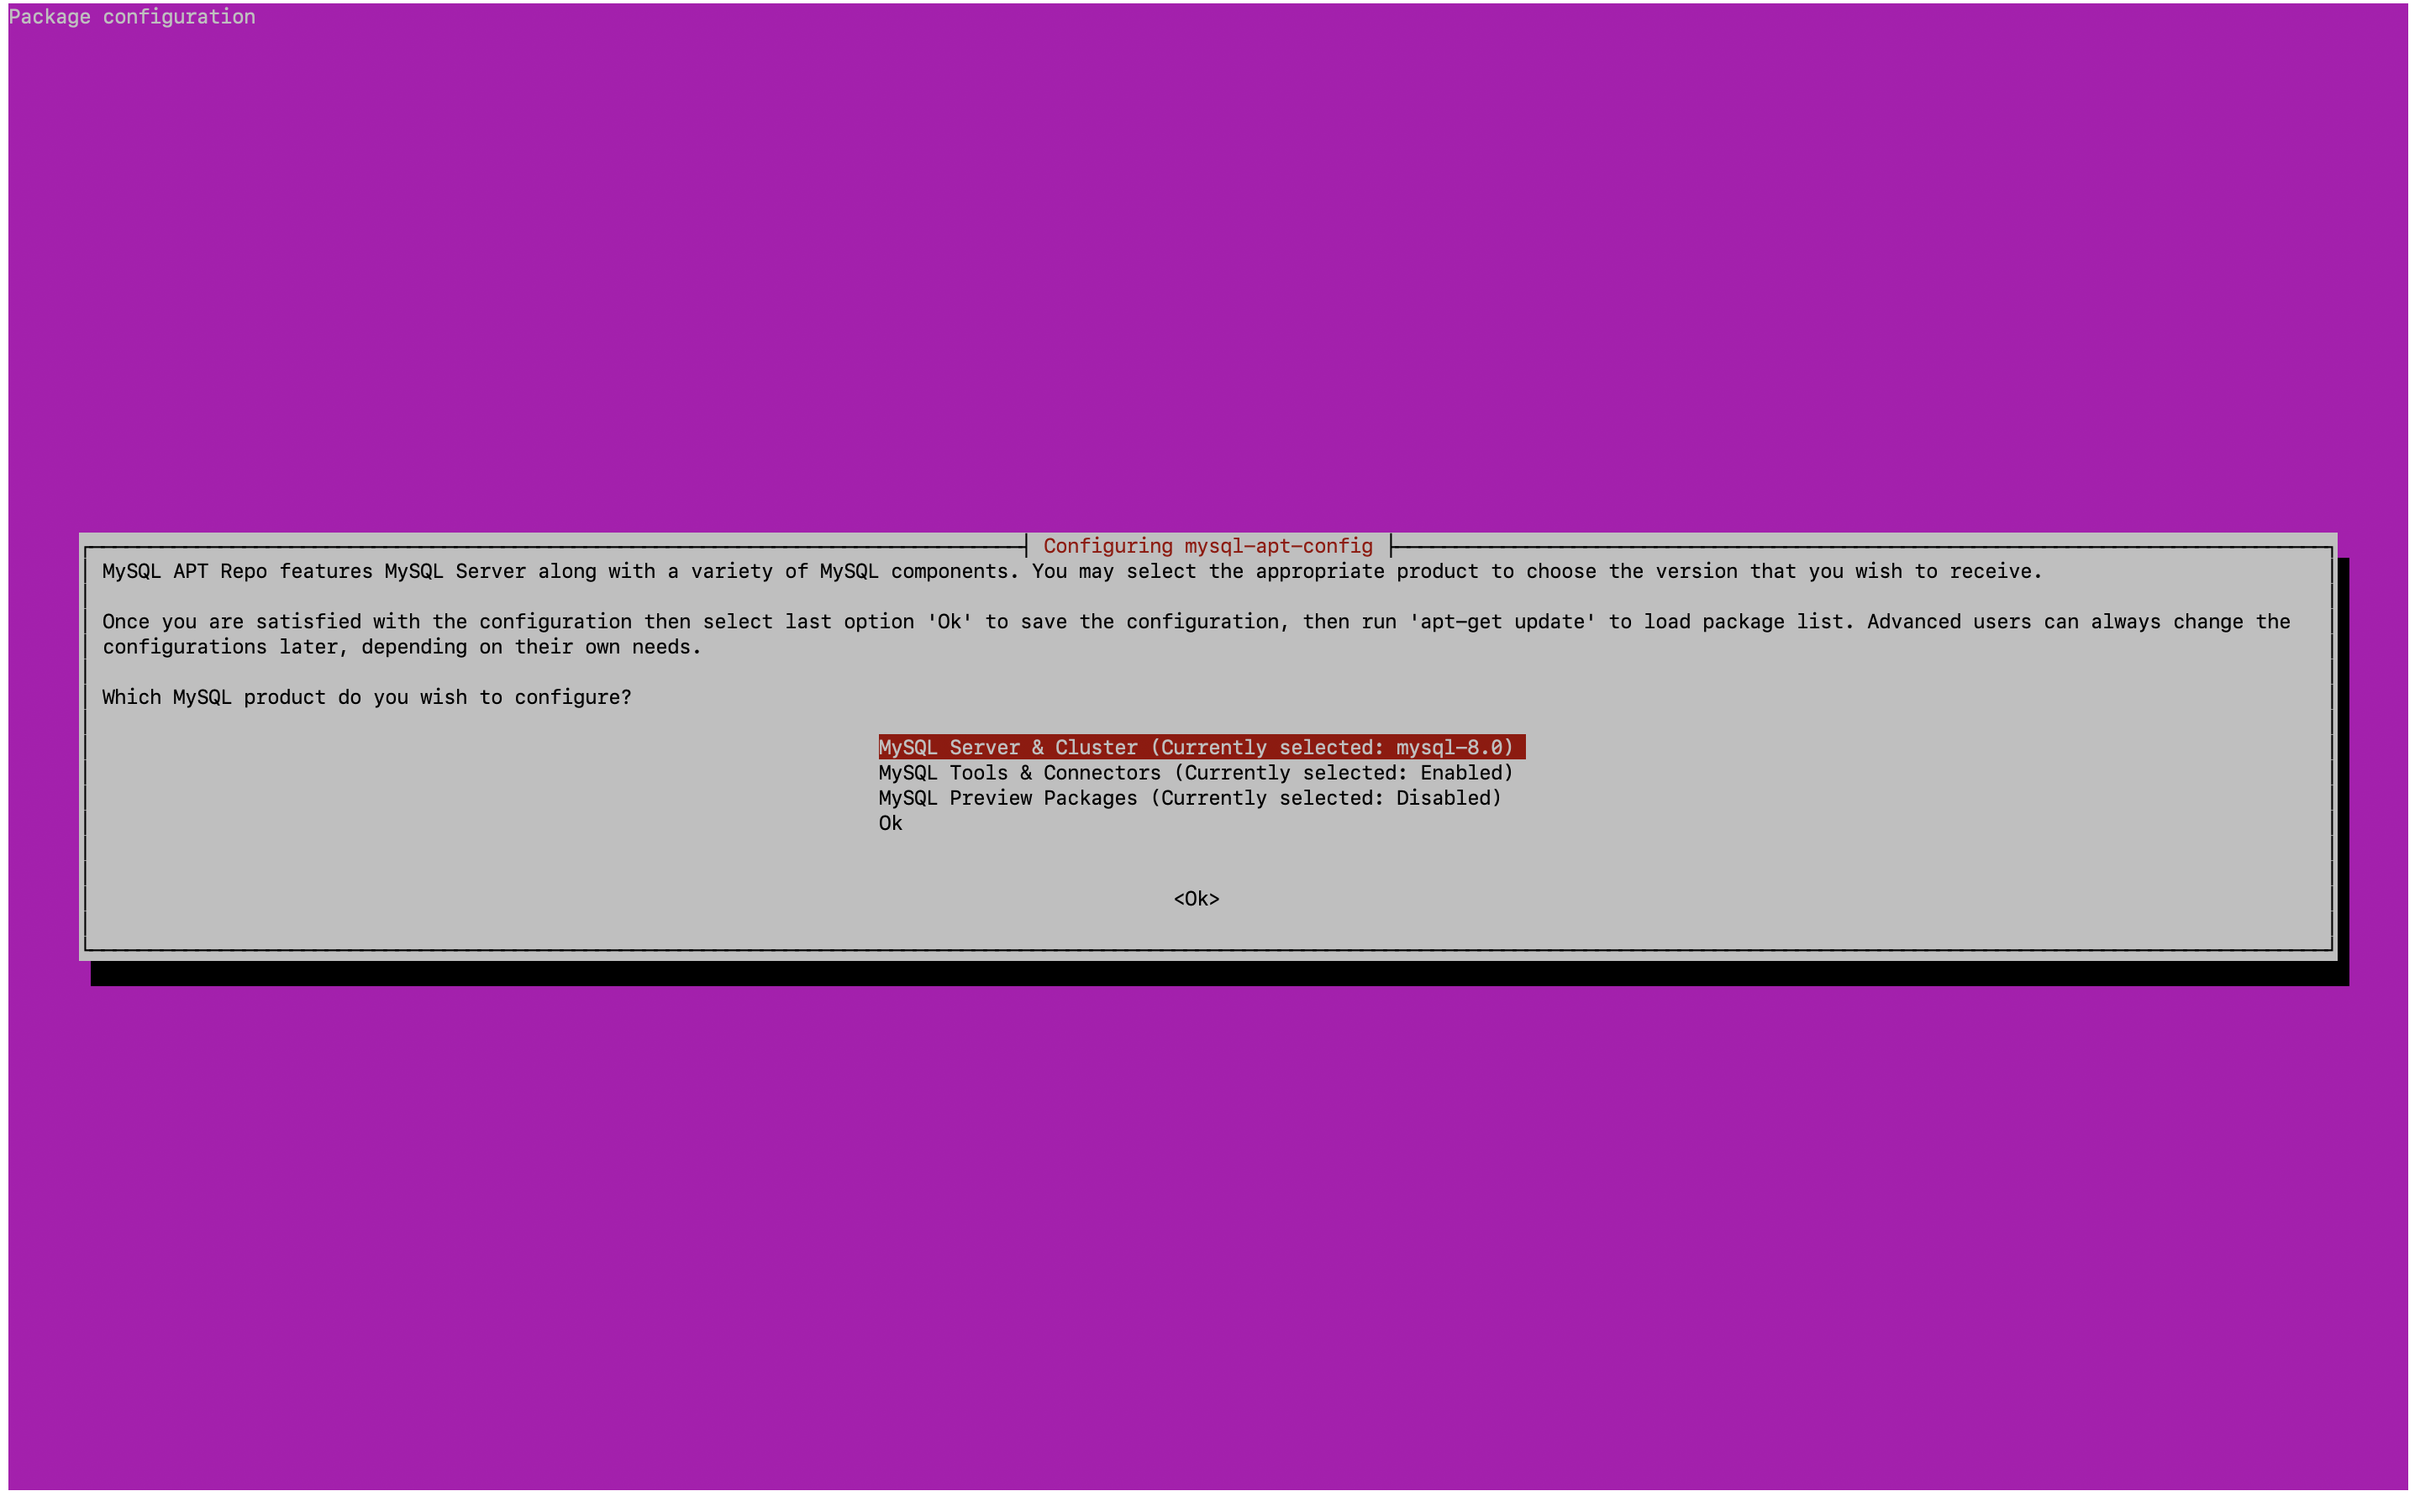 Package configuration
Configuring mysql-apt-config
MySQL APT Repo features MySQL Server along with a variety of MySQL components. You may select the appropriate product to choose the version that you wish to receive.
Once you are satisfied with the configuration then select last option 'Ok' to save the configuration, then run 'apt-get update' to load package list. Advanced users can always change the
configurations later, depending on their own needs.
Which MySQL product do you wish to configure?
MySQL Server & Cluster (Currently selected: mysql-8.0)
MySQL Tools & Connectors (Currently selected: Enabled)
MySQL Preview Packages (Currently selected: Disabled)
Ok
<Ok>